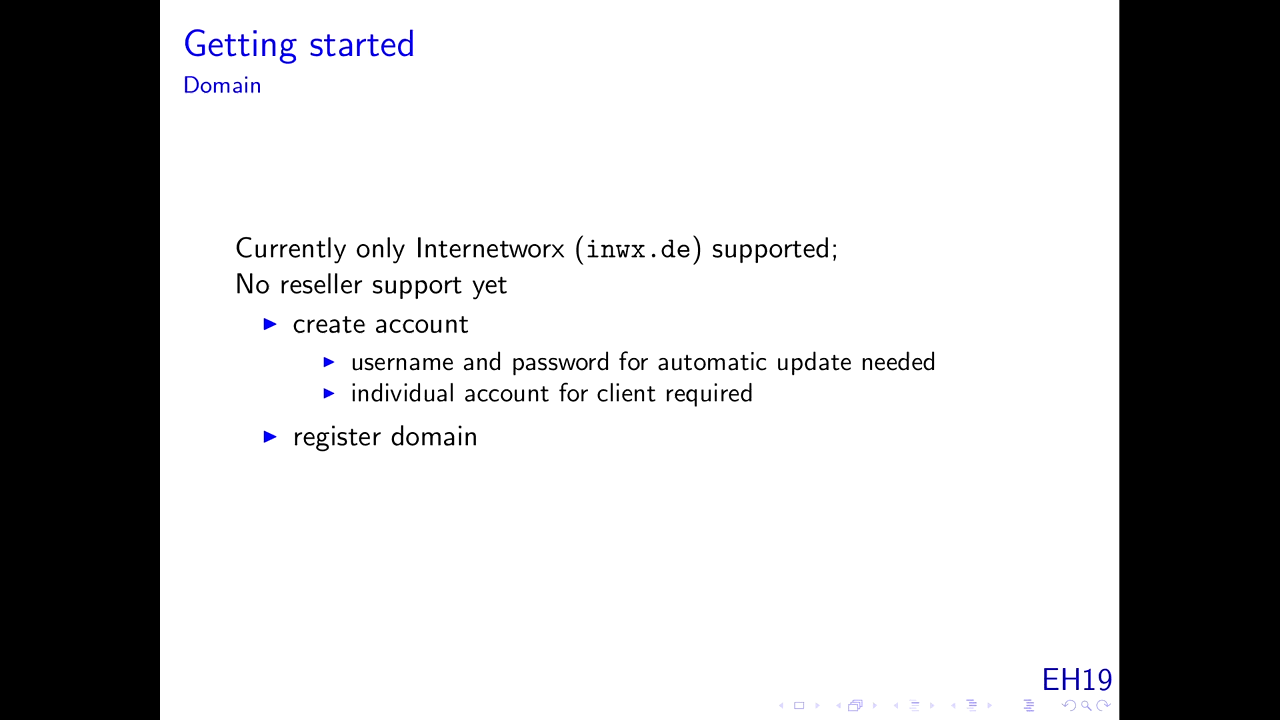 Getting started
Domain
Currently only Internetworx (inwx.de) supported;
No reseller support yet
create account
username and password for automatic update needed
individual account for client required
register domain
EH19